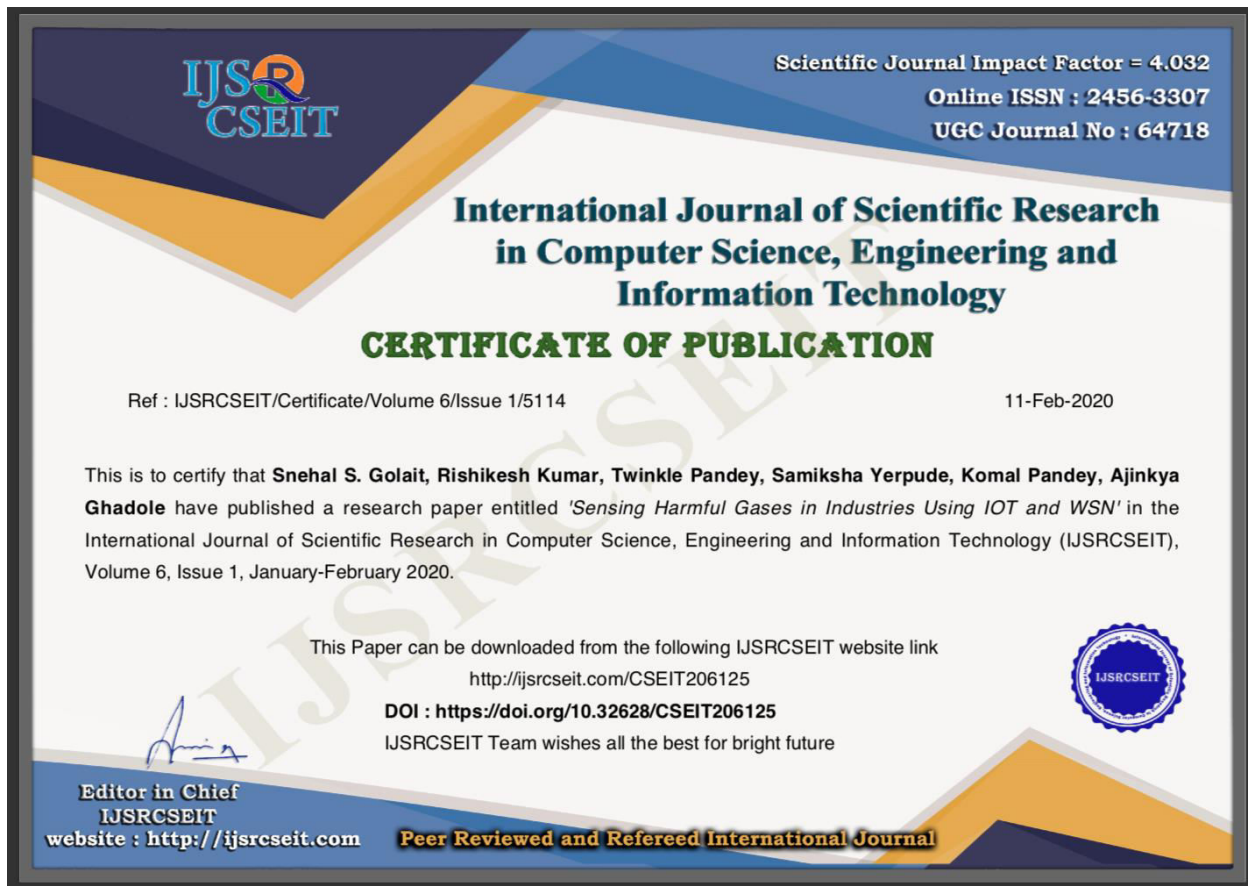 IJSR
CSEIT
Scientific Journal Impact Factor = 4.032
Online ISSN : 2456-3307
UGC Journal No : 64718
International Journal of Scientific Research
in Computer Science, Engineering and
Information Technology
CERTIFICATE OF PUBLICATION
Ref : IJSRCSEIT/Certificate/Volume 6/Issue 1/5114
11-Feb-2020
This is to certify that Snehal S. Golait, Rishikesh Kumar, Twinkle Pandey, Samiksha Yerpude, Komal Pandey, Ajinkya
Ghadole have published a research paper entitled 'Sensing Harmful Gases in Industries Using IOT and WSN' in the
International Journal of Scientific Research in Computer Science, Engineering and Information Technology (IJSRCSEIT),
Volume 6, Issue 1, January-February 2020.
This Paper can be downloaded from the following IJSRCSEIT website link
http://ijsrcseit.com/CSEIT206125
DOI : https://doi.org/10.32628/CSEIT206125
IJSRCSEIT Team wishes all the best for bright future
IJSRCSEIT
IJSRCSEIT
Editor in Chief
IJSRCSEIT
website : http://ijsrcseit.com
Peer Reviewed and Refereed International Journal